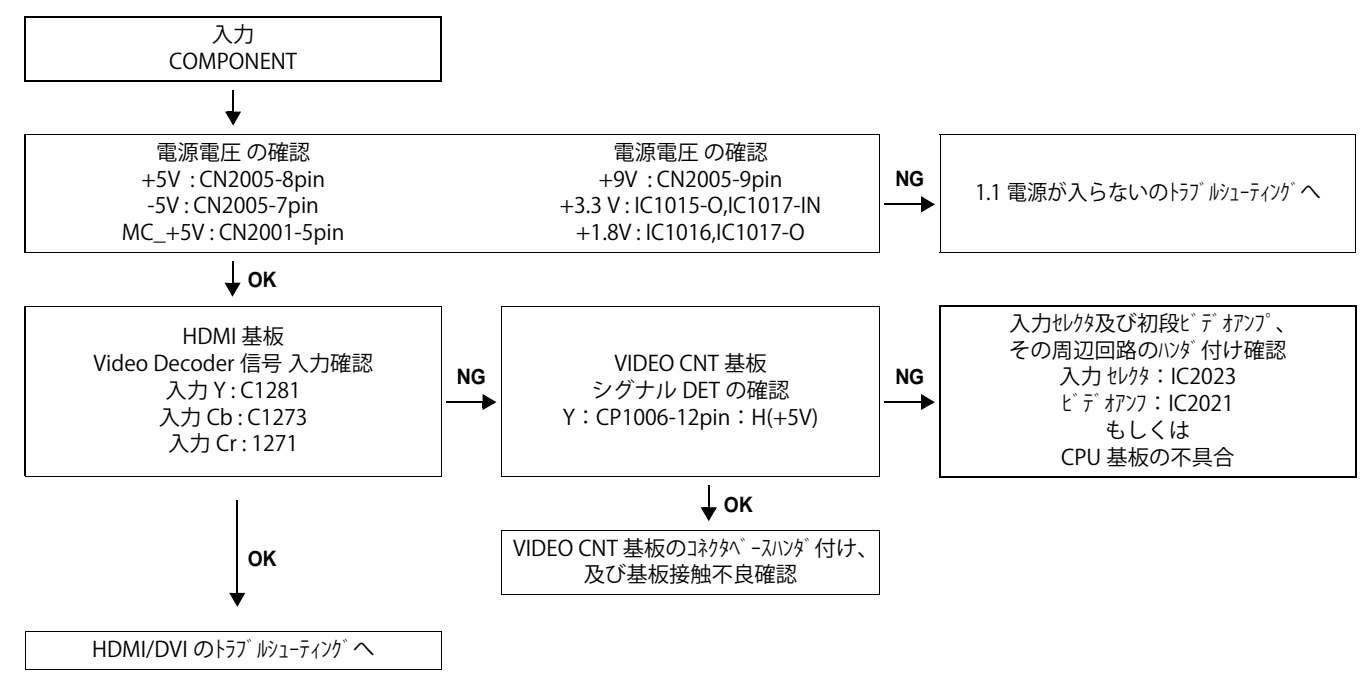 入力
COMPONENT
電源電圧 の確認
+5V : CN2005-8pin
-5V : CN2005-7pin
MC_+5V : CN2001-5pin
電源電圧 の確認
+9V : CN2005-9pin
+3.3 V : IC1015-O,IC1017-IN
+1.8V : IC1016,IC1017-O
NG
1.1 電源が入らないのﾄﾗﾌﾞﾙｼｭｰﾃｨﾝｸﾞへ
OK
HDMI 基板
Video Decoder 信号 入力確認
入力 Y : C1281
入力 Cb : C1273
入力 Cr : 1271
NG
VIDEO CNT 基板
シグナル DET の確認
Y：CP1006-12pin：H(+5V)
NG
入力ｾﾚｸﾀ及び初段ﾋﾞﾃﾞｵｱﾝﾌﾟ、
その周辺回路のﾊﾝﾀﾞ付け確認
入力 ｾﾚｸﾀ：IC2023
ﾋﾞﾃﾞｵｱﾝﾌ：IC2021
もしくは
CPU 基板の不具合
OK
OK
VIDEO CNT 基板のｺﾈｸﾀﾍﾞｰｽﾊﾝﾀﾞ付け、
及び基板接触不良確認
HDMI/DVI のﾄﾗﾌﾞﾙｼｭｰﾃｨﾝｸﾞへ